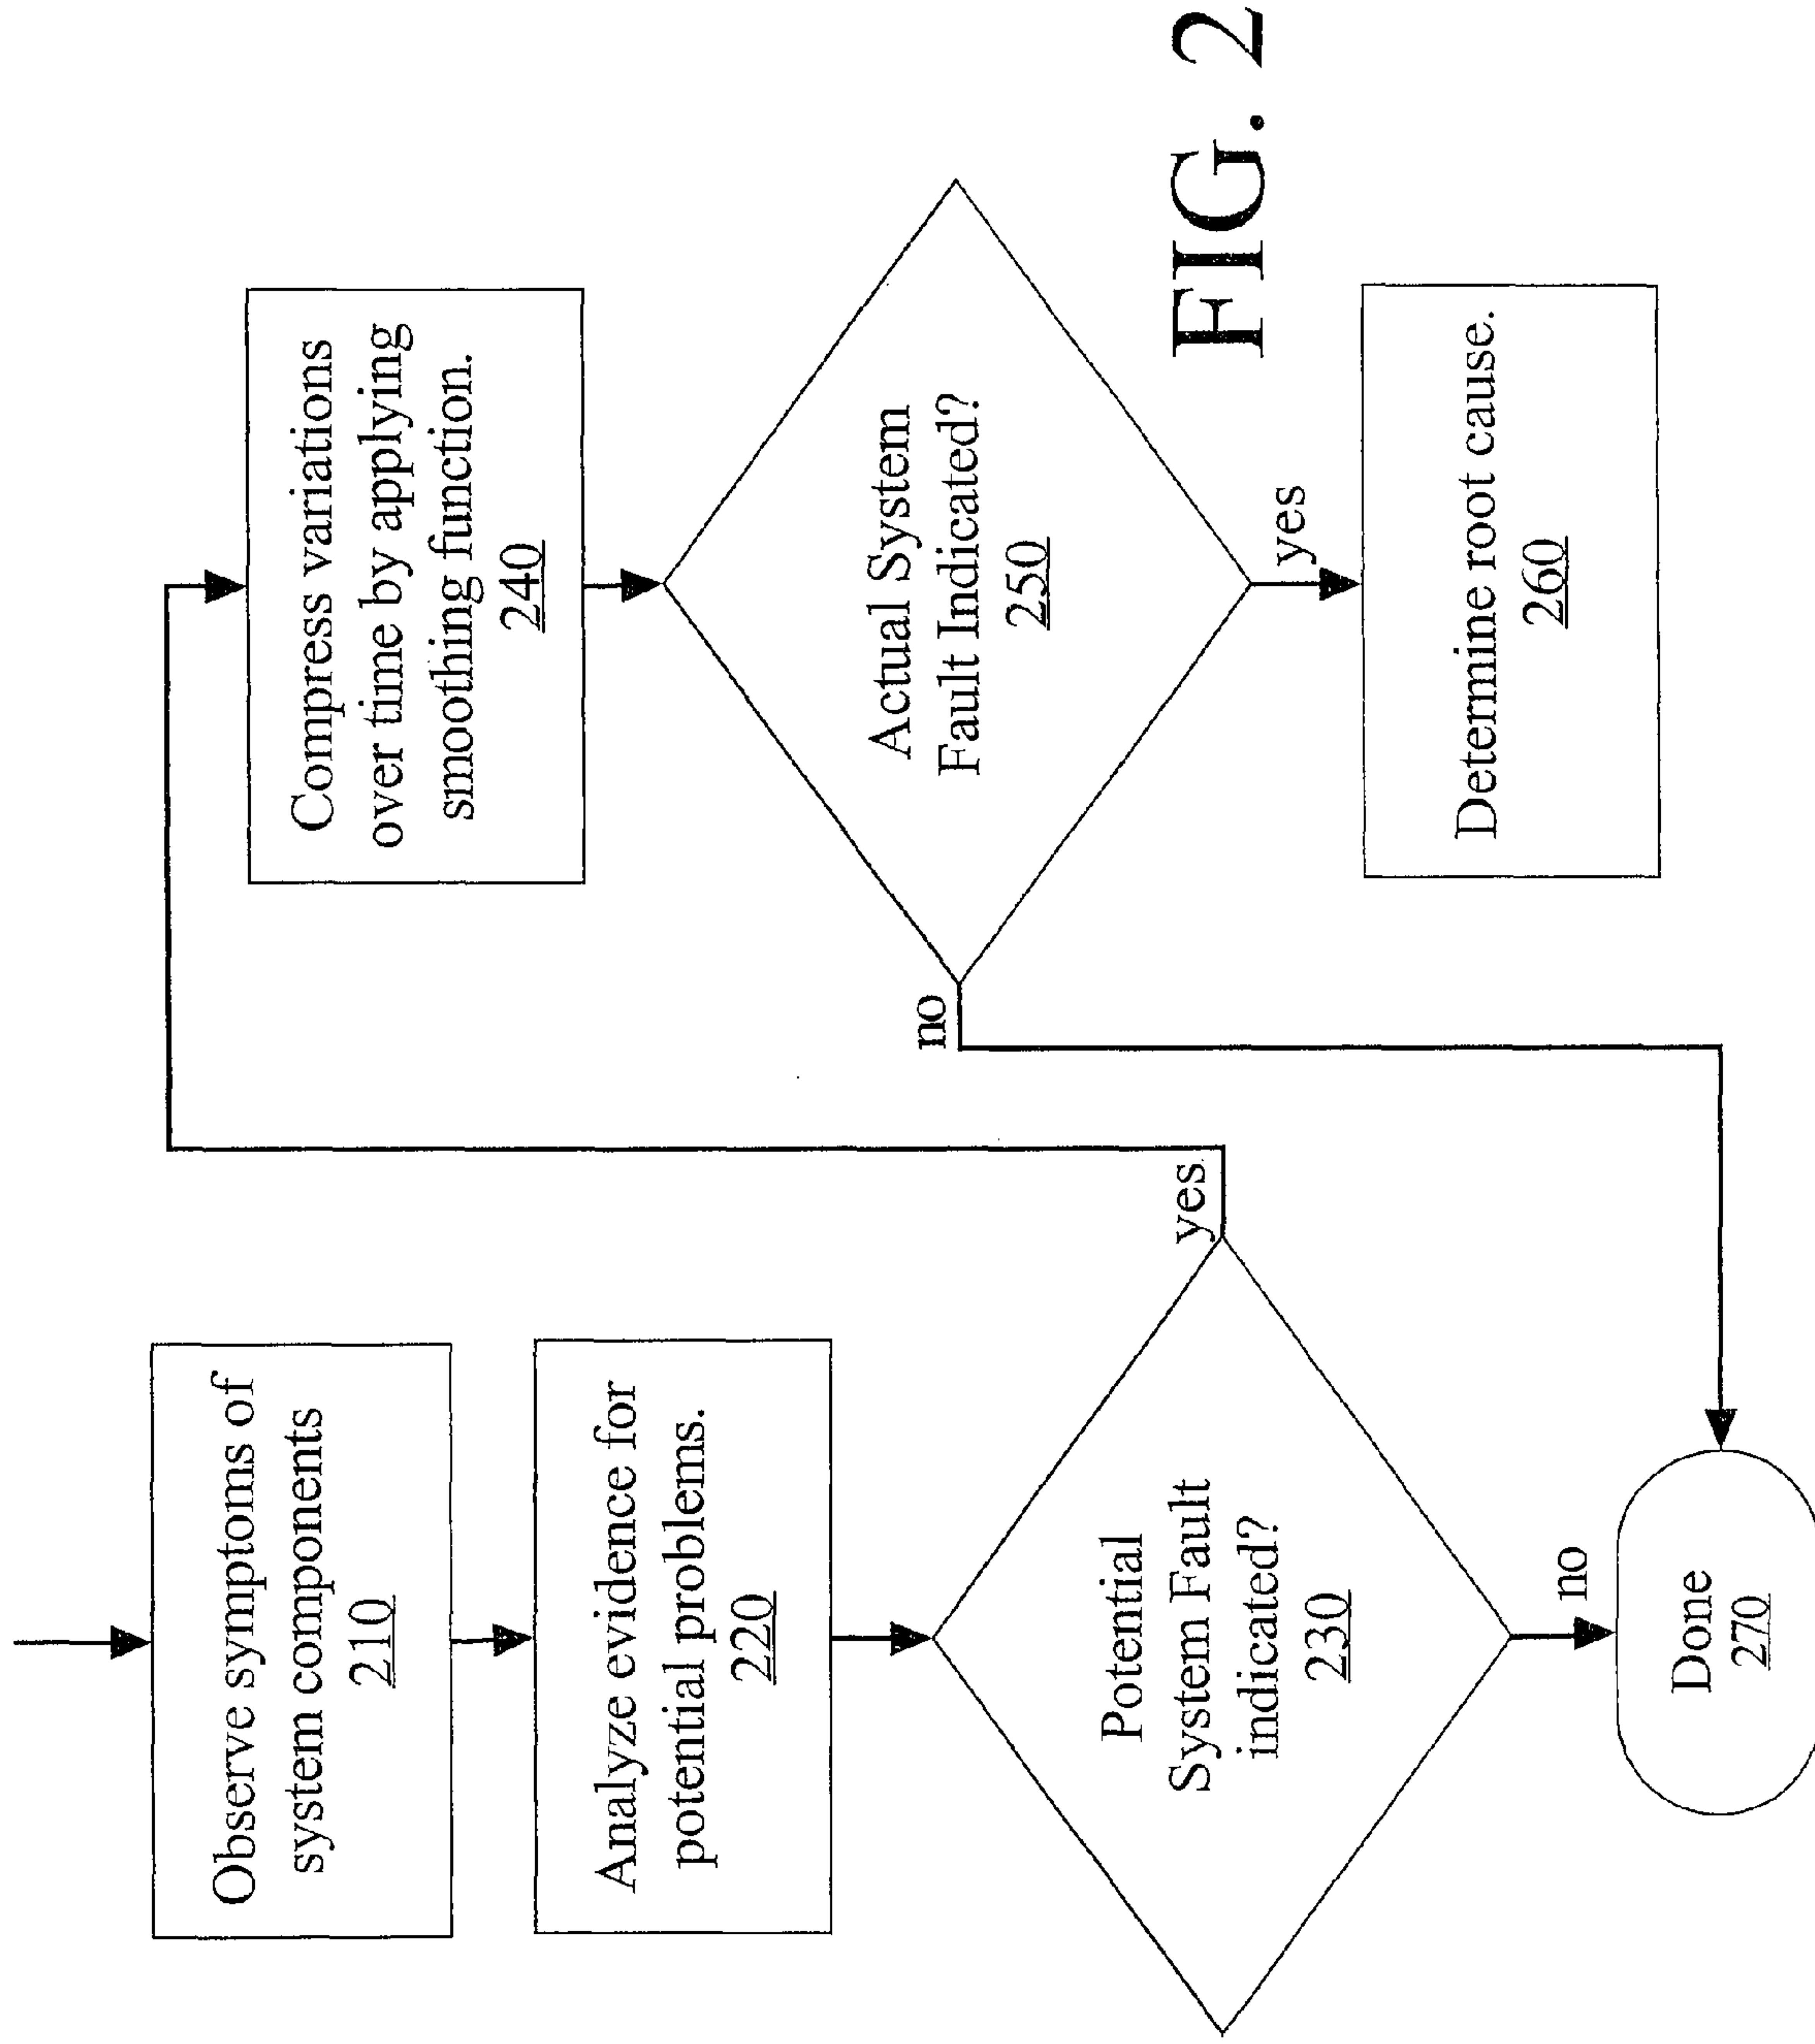 Observe symptoms of
system components
210
Analyze evidence for
potential problems.
220
Potential
System Fault
indicated?
230
yes
no
Done
270
Compress variations
over time by applying
smoothing function.
240
Actual System
Fault Indicated?
250
no
yes
Determine root cause.
260
FIG. 2